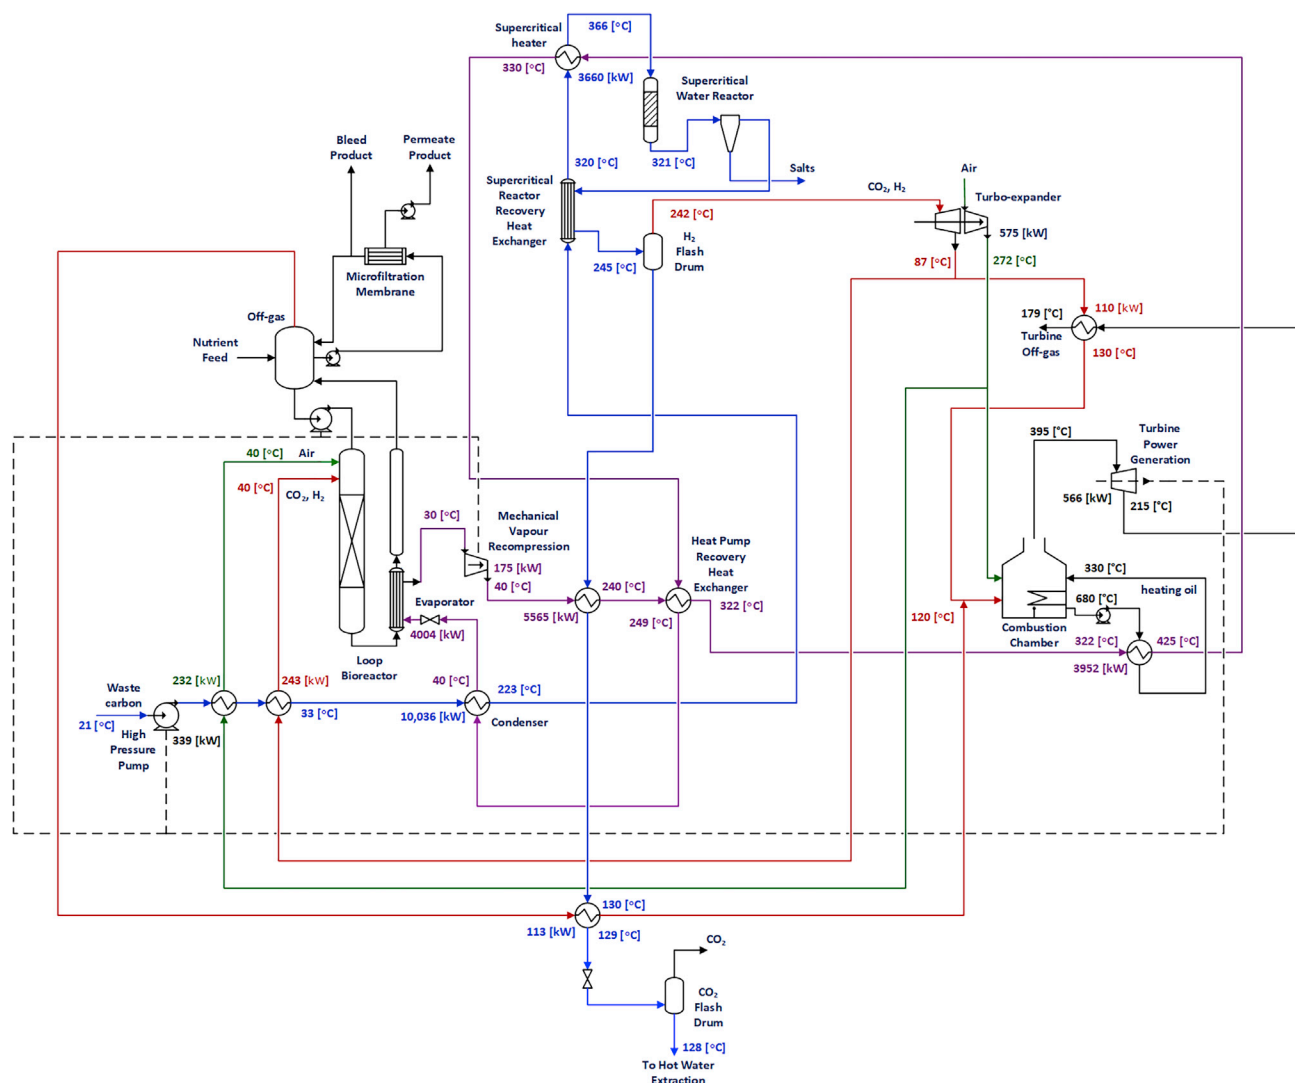 Supercritical
heater
366 [°C]
330 [°C]
3660 [kW]
Supercritical
Water Reactor
Bleed
Product
Permeate
Product
320 [°C]
321 [°C]
Salts
Air
CO₂, H₂
Turbo-expander
Supercritical
Reactor
Recovery
Heat
Exchanger
242 [°C]
575 [kW]
H₂
Flash
Drum
245 [°C]
87 [°C]
272 [°C]
Microfiltration
Membrane
Off-gas
Nutrient
Feed
179 [°C]
110 [kW]
Turbine
Off-gas
130 [°C]
395 [°C]
Turbine
Power
Generation
40 [°C]
Air
40 [°C]
CO₂, H₂
566 [kW]
215 [°C]
30 [°C]
Mechanical
Vapour
Recompression
175 [kW]
40 [°C]
Heat Pump
Recovery
Heat
Exchanger
330 [°C]
heating oil
240 [°C]
322 [°C]
680 [°C]
Evaporator
4004 [kW]
5565 [kW]
249 [°C]
120 [°C]
Combustion
Chamber
322 [°C]
425 [°C]
3952 [kW]
Loop
Bioreactor
Waste
carbon
232 [kW]
243 [kW]
40 [°C]
223 [°C]
21 [°C]
33 [°C]
10,036 [kW]
Condenser
High
Pressure
Pump
339 [kW]
130 [°C]
113 [kW]
129 [°C]
CO₂
CO₂
Flash
Drum
128 [°C]
To Hot Water
Extraction